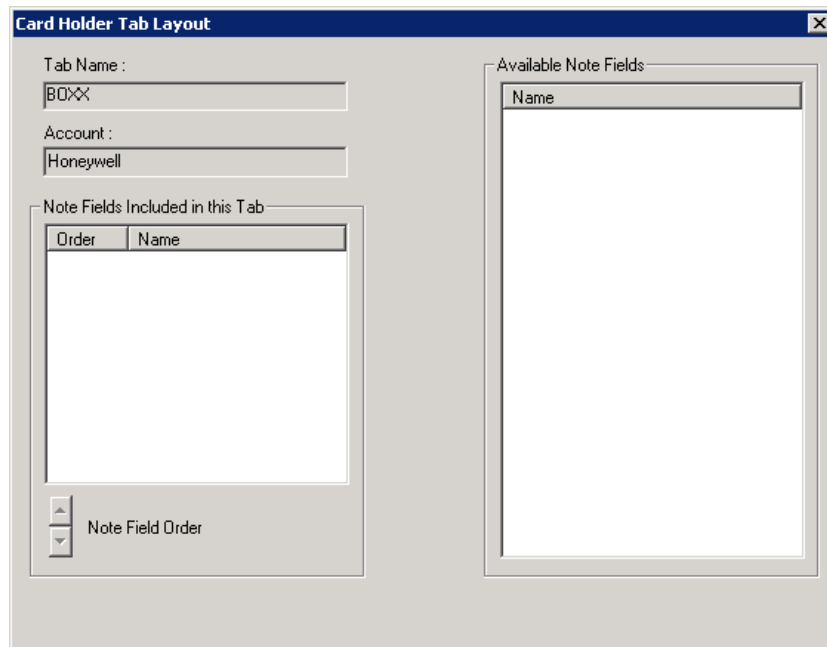 Card Holder Tab Layout
Tab Name :
BOXX
Account :
Honeywell
Note Fields Included in this Tab
Order Name
Note Field Order
Available Note Fields
Name